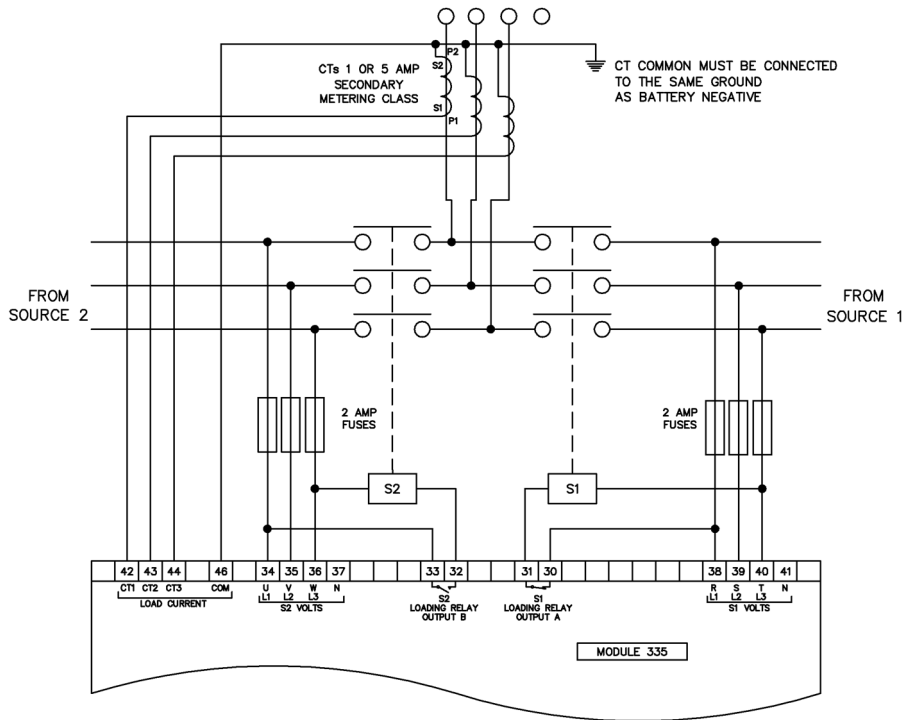 P2
S2
CTs 1 OR 5 AMP
SECONDARY
METERING CLASS
S1
P1
CT COMMON MUST BE CONNECTED
TO THE SAME GROUND
AS BATTERY NEGATIVE
FROM
SOURCE 2
FROM
SOURCE 1
2 AMP
FUSES
2 AMP
FUSES
S2
S1
42 43 44 46 34 35 36 37 33 32 31 30 38 39 40 41
CT1 CT2 CT3 COM
LOAD CURRENT
U V W N
L1 L2 L3
S2 VOLTS
S2
LOADING RELAY
OUTPUT B
S1
LOADING RELAY
OUTPUT A
R S T N
L1 L2 L3
S1 VOLTS
MODULE 335